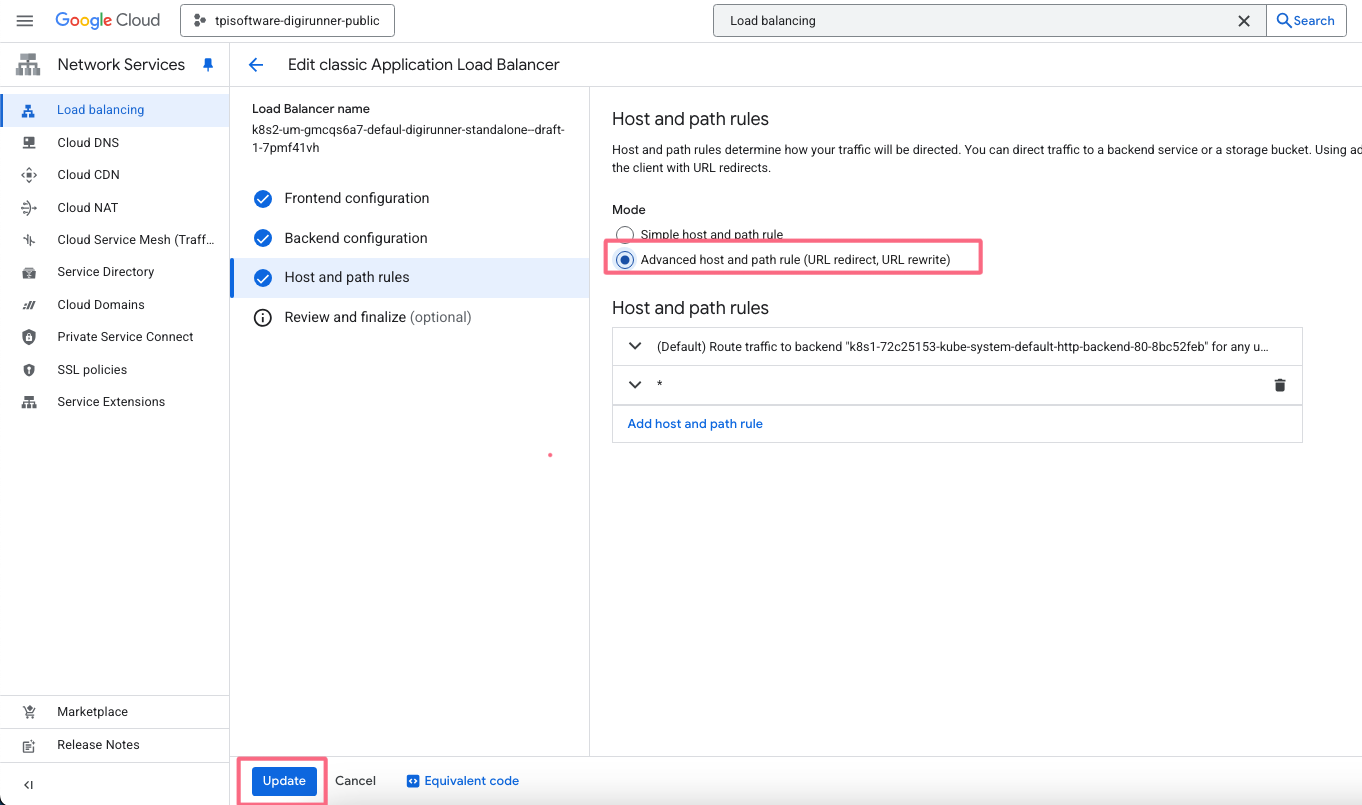 Google Cloud
tpisoftware-digirunner-public
Load balancing
Search
Network Services
Edit classic Application Load Balancer
Load balancing
Cloud DNS
Cloud CDN
Cloud NAT
Cloud Service Mesh (Traff...
Service Directory
Cloud Domains
Private Service Connect
SSL policies
Service Extensions
Marketplace
Release Notes
Load Balancer name
k8s2-um-gmcqs6a7-defaul-digirunner-standalone--draft-
1-7pmf41vh
Frontend configuration
Backend configuration
Host and path rules
Review and finalize (optional)
Host and path rules
Host and path rules determine how your traffic will be directed. You can direct traffic to a backend service or a storage bucket. Using ad
the client with URL redirects.
Mode
Simple host and path rule
Advanced host and path rule (URL redirect, URL rewrite)
Host and path rules
(Default) Route traffic to backend "k8s1-72c25153-kube-system-default-http-backend-80-8bc52feb" for any u...
*
Add host and path rule
Update
Cancel
Equivalent code